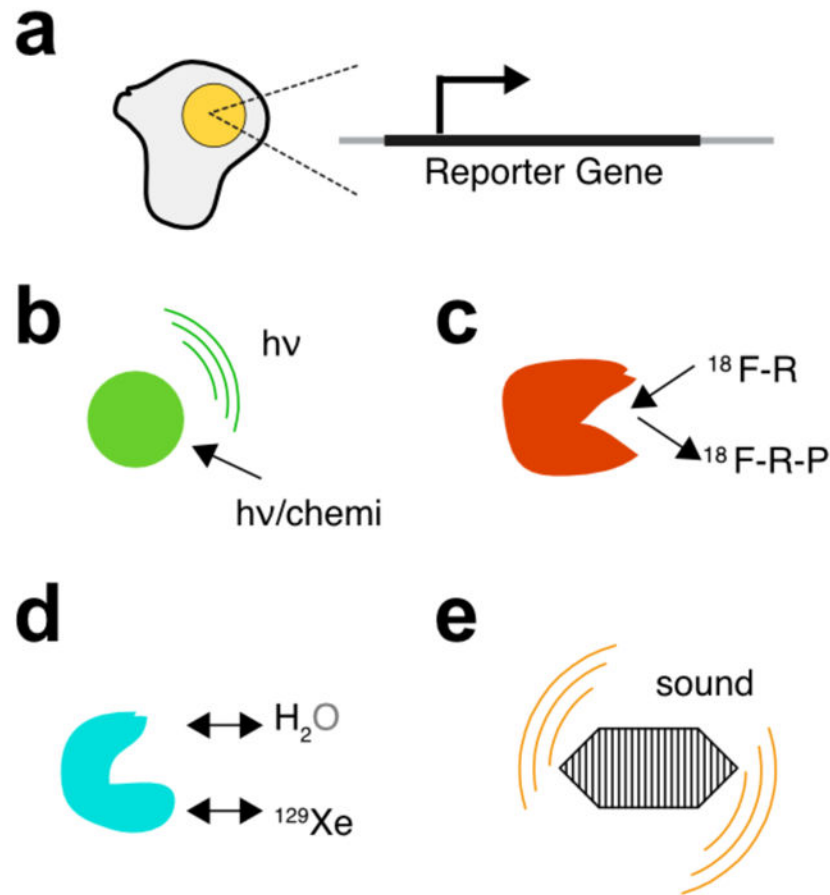 a
Reporter Gene
b
hν
hν/chemi
c
¹⁸F-R
¹⁸F-R-P
d
H₂O
¹²⁹Xe
e
sound